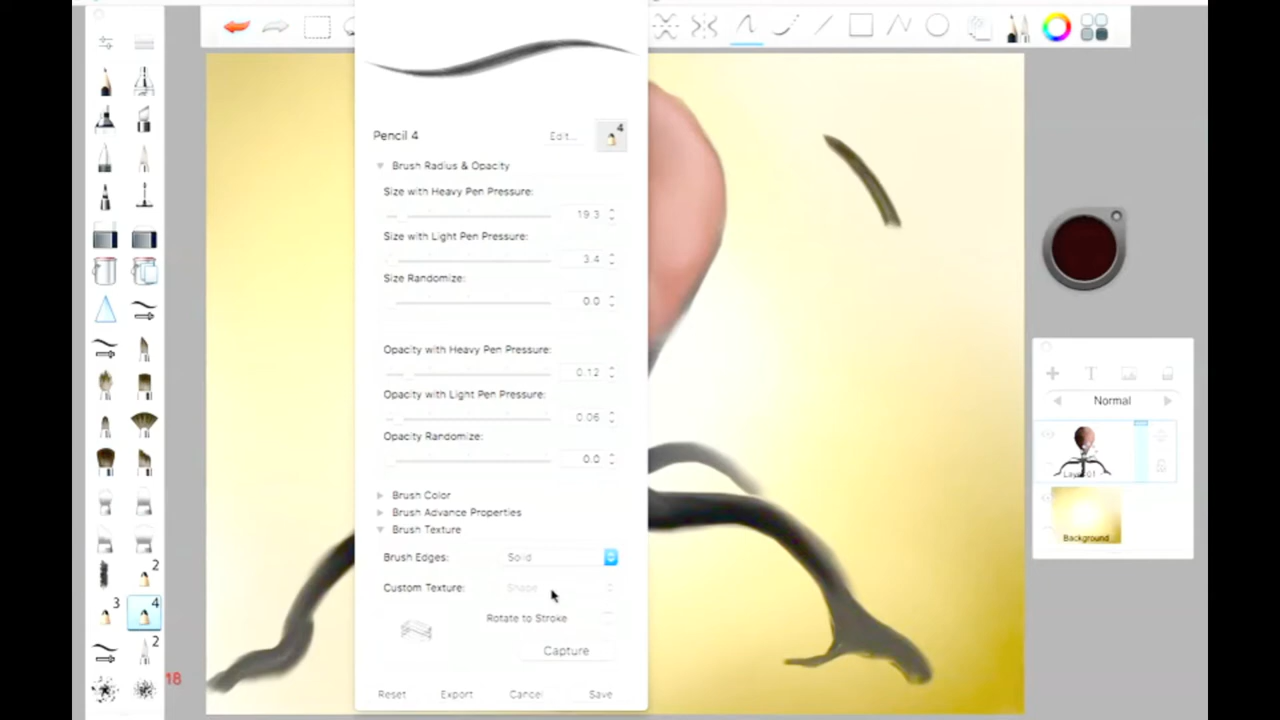 Pencil 4
Edit...
4
Brush Radius & Opacity
Size with Heavy Pen Pressure:
19.3
Size with Light Pen Pressure:
3.4
Size Randomize:
0.0
Opacity with Heavy Pen Pressure:
0.12
Opacity with Light Pen Pressure:
0.06
Opacity Randomize:
0.0
Brush Color
Brush Advance Properties
Brush Texture
Brush Edges: Solid
Custom Texture: Shape
Rotate to Stroke
Capture
Reset Export Cancel Save
2
3 4
2
18
T
Normal
Background